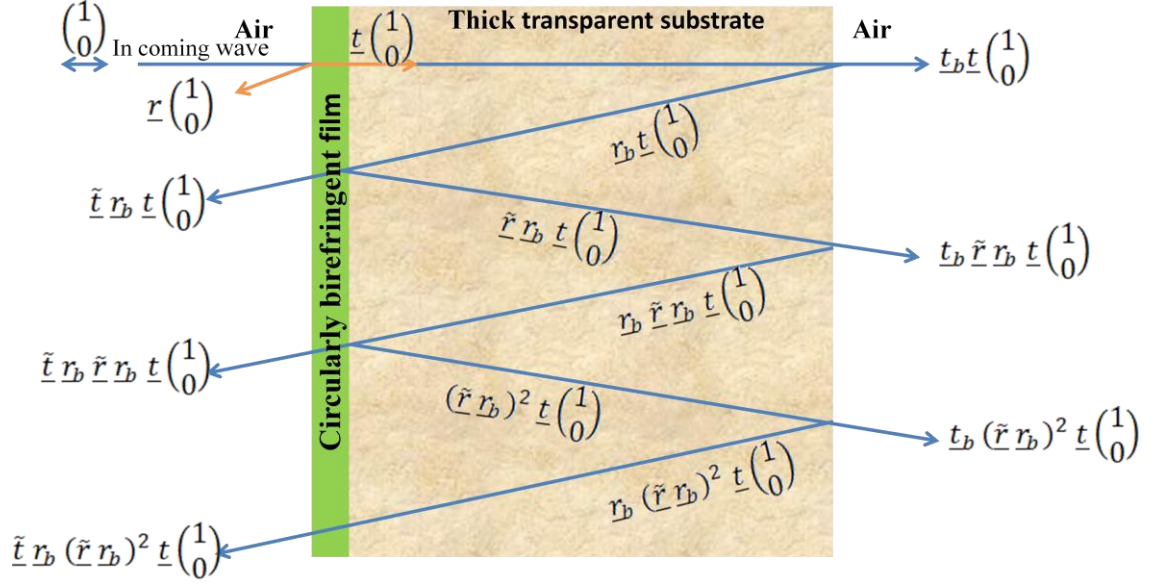 Thick transparent substrate
Air
Air
(1 0)
In coming wave
t(1 0)
t_b t(1 0)
r(1 0)
Circularly birefringent film
r_b t(1 0)
t̃ r_b t(1 0)
r̃ r_b t(1 0)
t_b r̃ r_b t(1 0)
r_b r̃ r_b t(1 0)
t̃ r_b r̃ r_b t(1 0)
(r̃ r_b)² t(1 0)
t_b (r̃ r_b)² t(1 0)
r_b (r̃ r_b)² t(1 0)
t̃ r_b (r̃ r_b)² t(1 0)